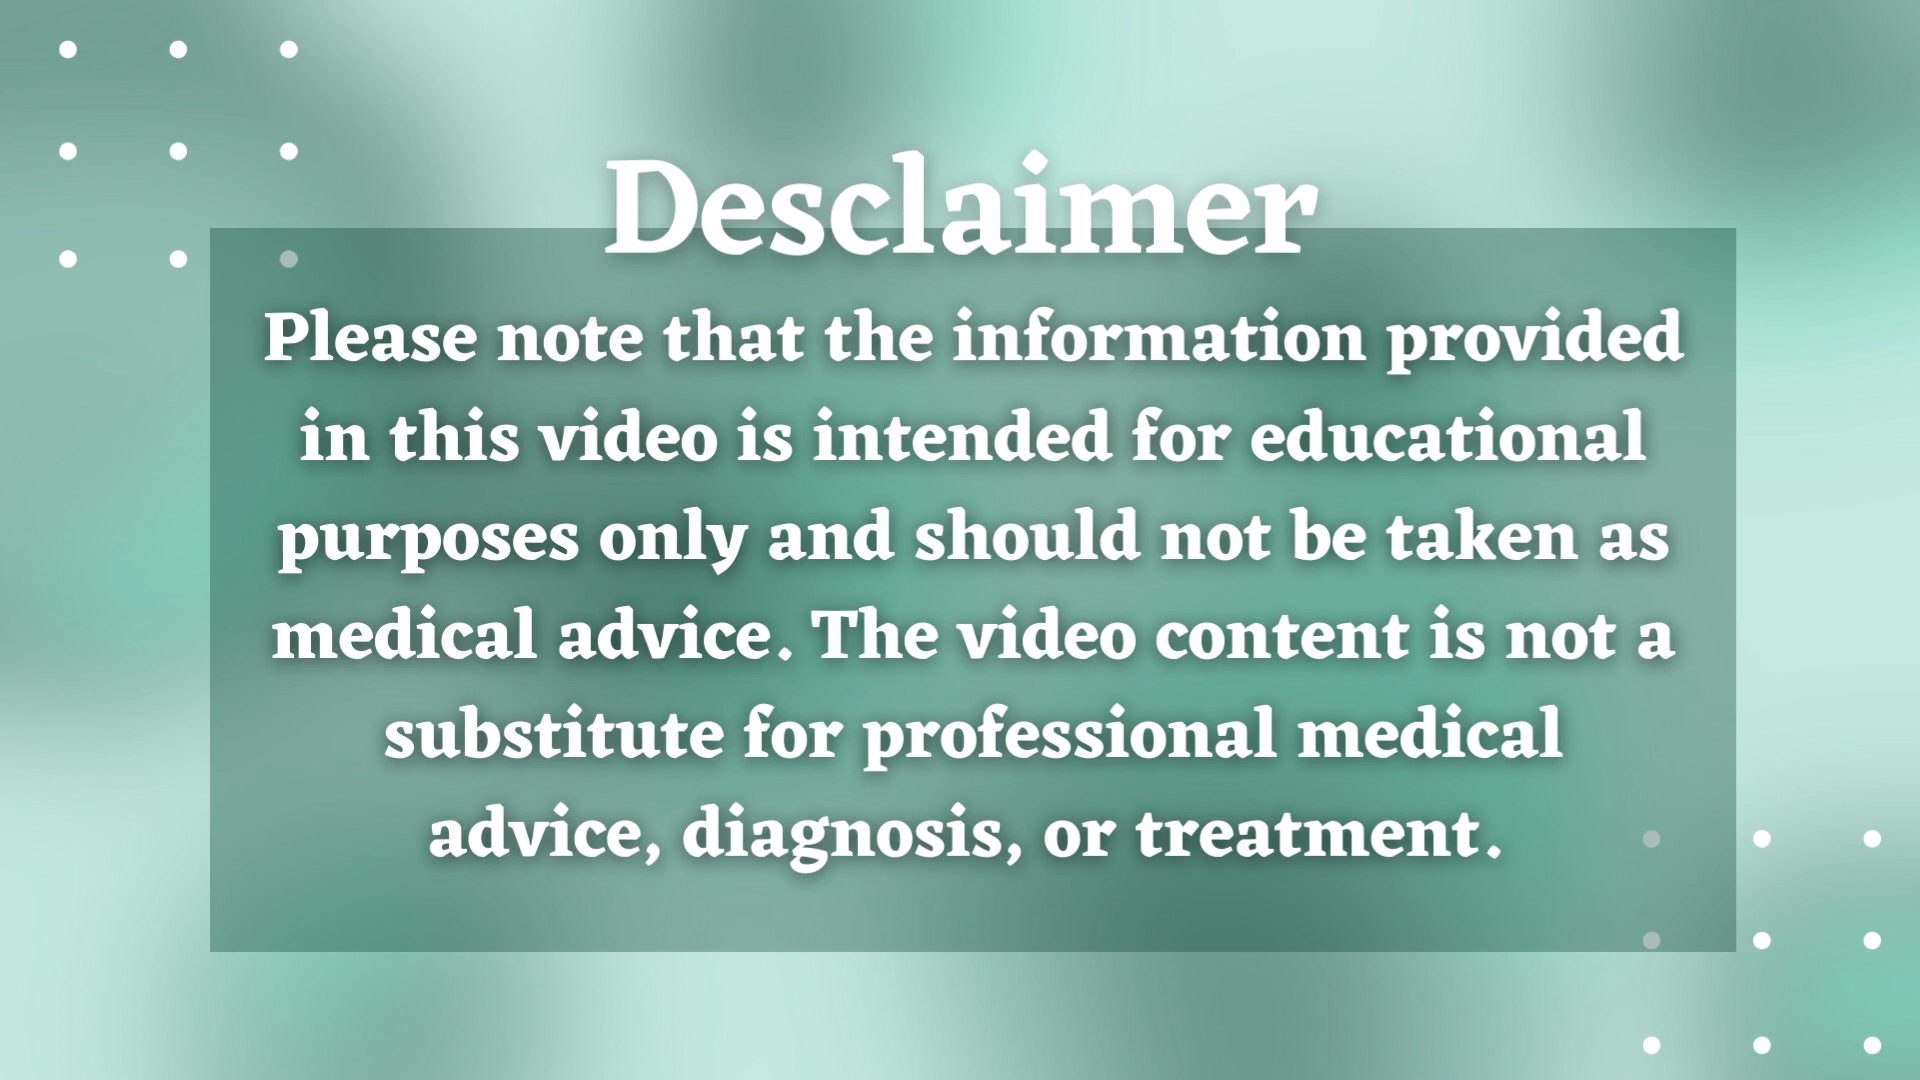 Desclaimer
Please note that the information provided
in this video is intended for educational
purposes only and should not be taken as
medical advice. The video content is not a
substitute for professional medical
advice, diagnosis, or treatment.